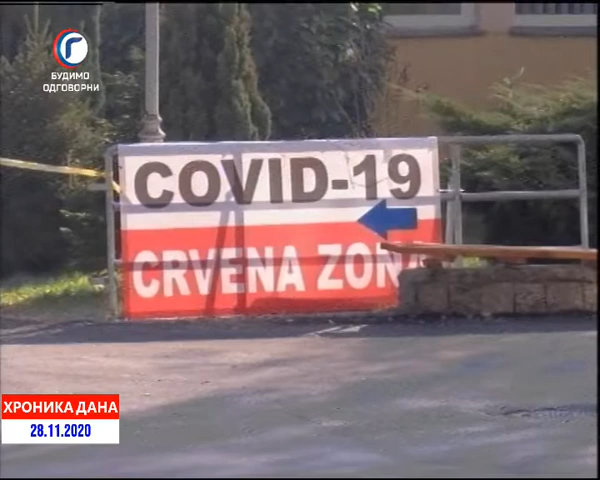 БУДИМО
ОДГОВОРНИ
COVID-19
CRVENA ZONA
ХРОНИКА ДАНА
28.11.2020